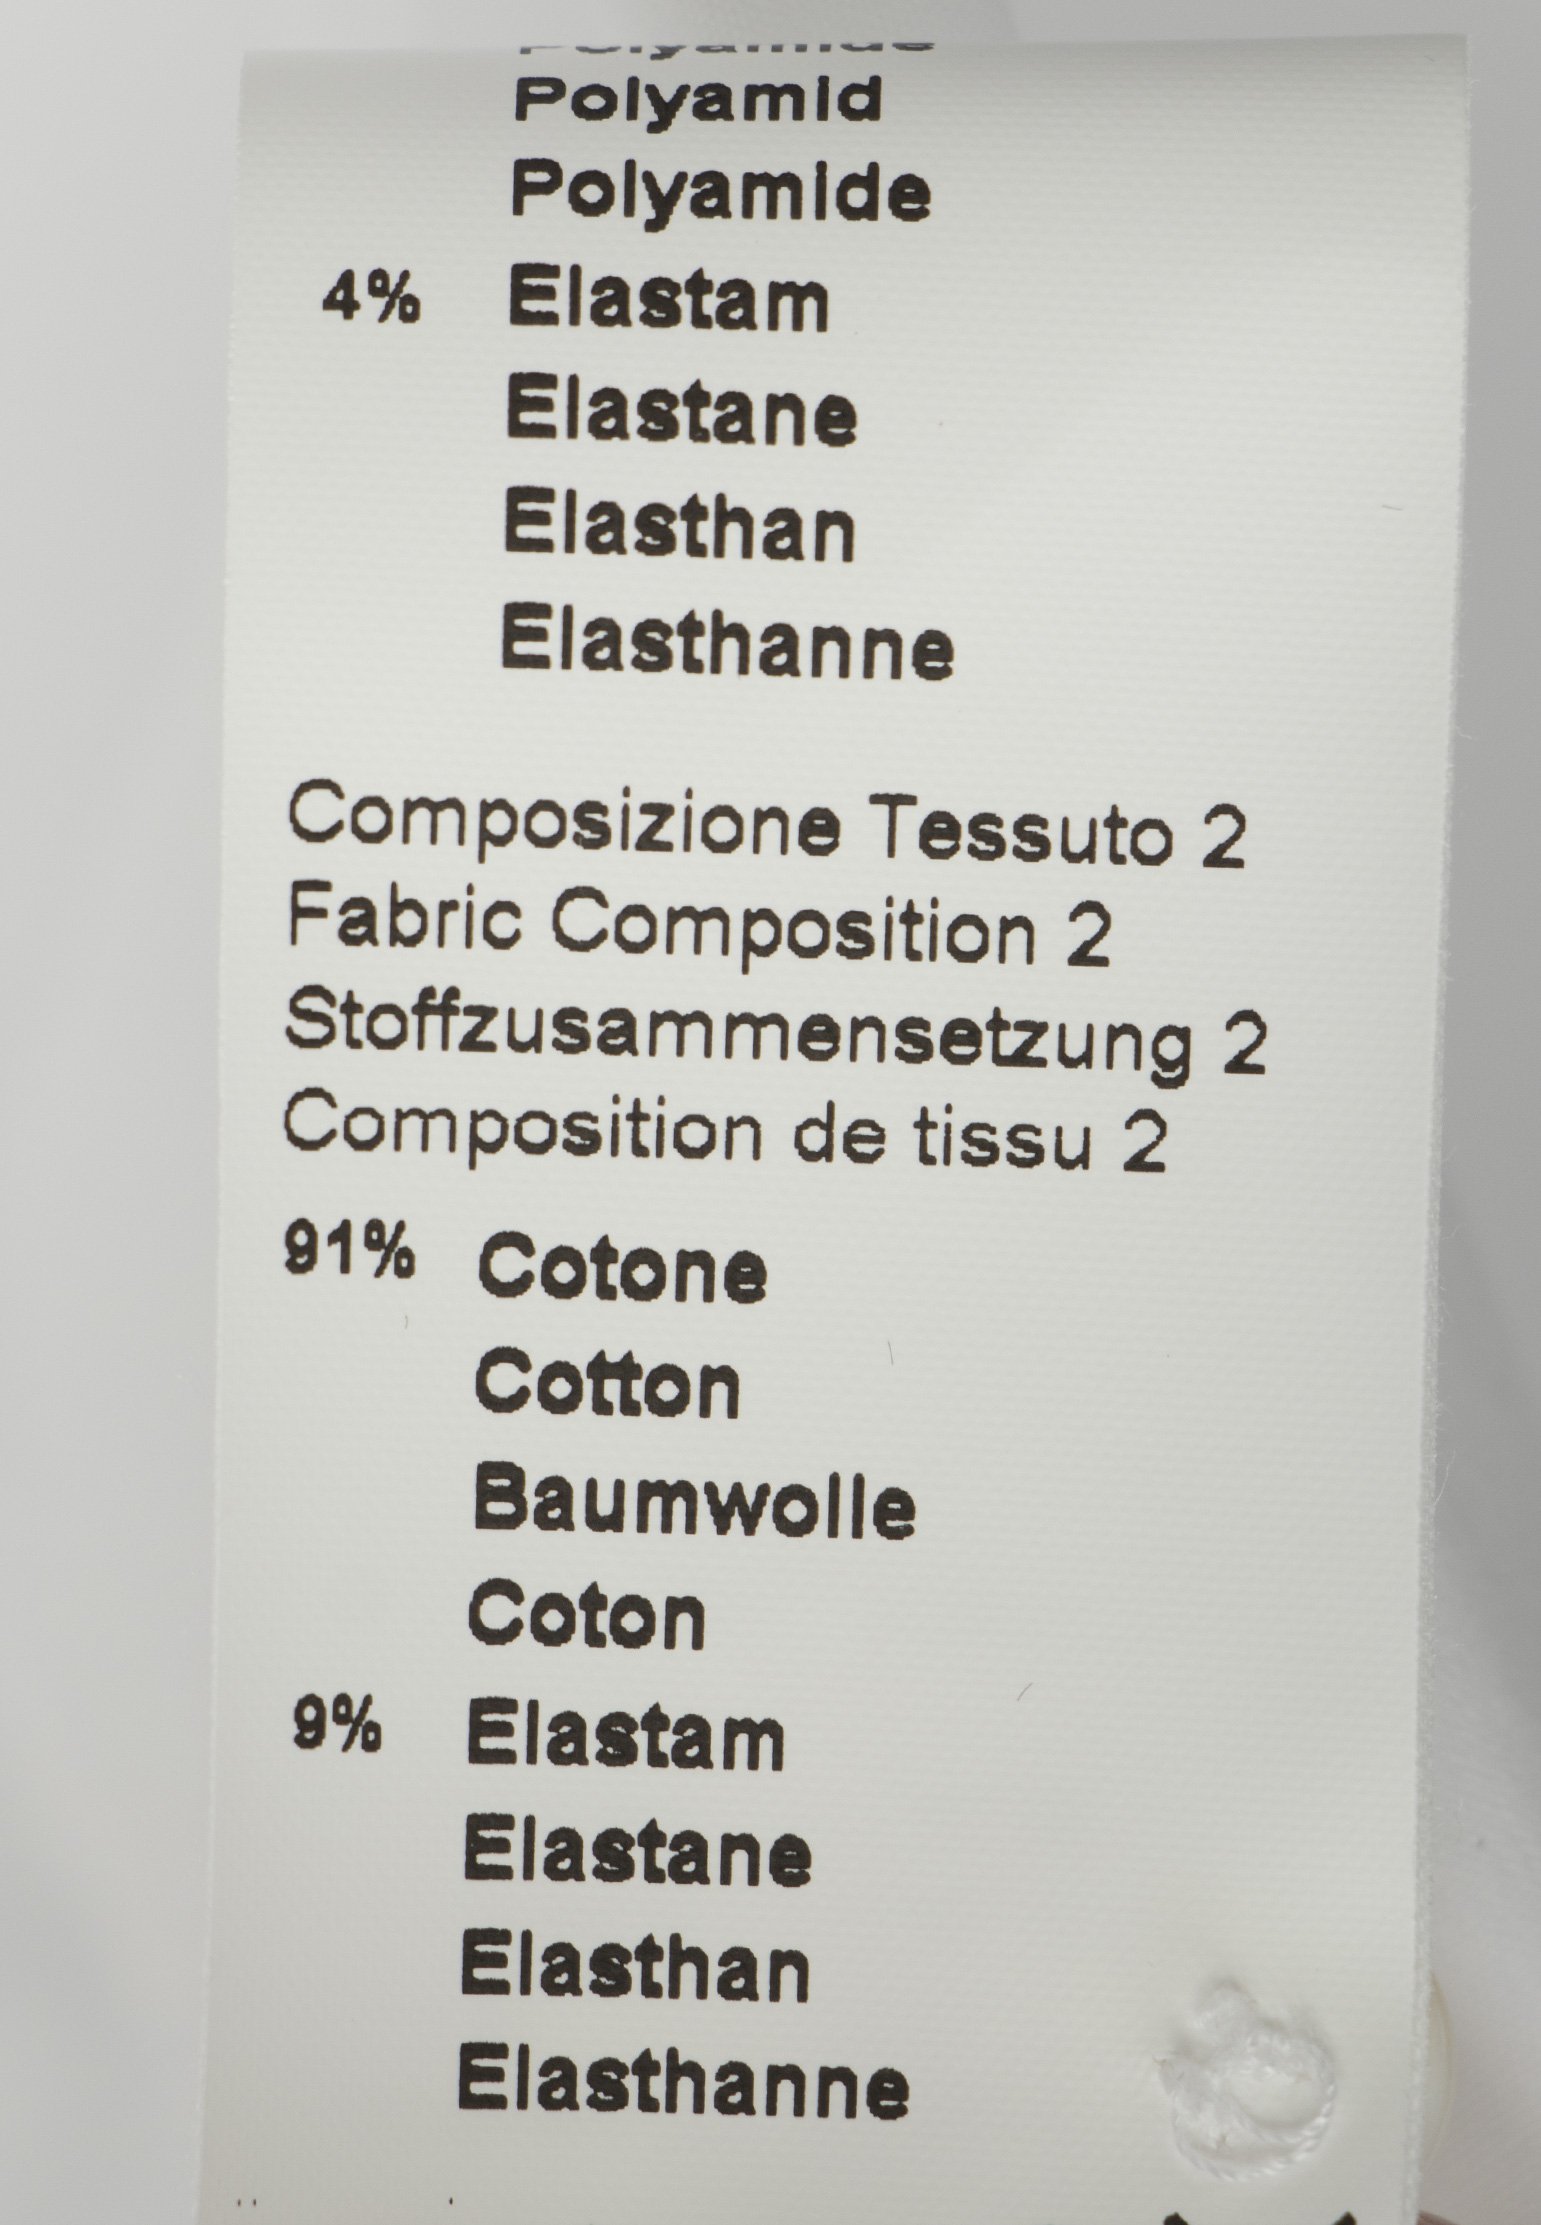 Polyamid
Polyamide
4% Elastam
Elastane
Elasthan
Elasthanne
Composizione Tessuto 2
Fabric Composition 2
Stoffzusammensetzung 2
Composition de tissu 2
91% Cotone
Cotton
Baumwolle
Coton
9% Elastam
Elastane
Elasthan
Elasthanne